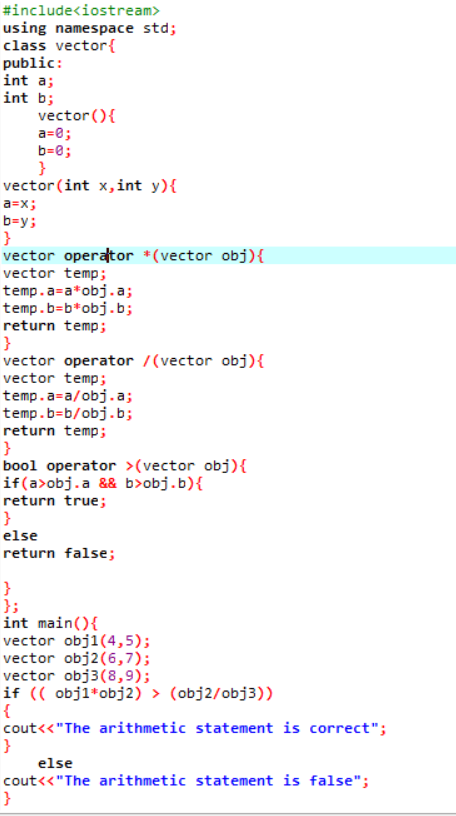 #include<iostream>
using namespace std;
class vector{
public:
int a;
int b;
    vector(){
    a=0;
    b=0;
    }
vector(int x,int y){
a=x;
b=y;
}
vector operator *(vector obj){
vector temp;
temp.a=a*obj.a;
temp.b=b*obj.b;
return temp;
}
vector operator /(vector obj){
vector temp;
temp.a=a/obj.a;
temp.b=b/obj.b;
return temp;
}
bool operator >(vector obj){
if(a>obj.a && b>obj.b){
return true;
}
else
return false;

}
};
int main(){
vector obj1(4,5);
vector obj2(6,7);
vector obj3(8,9);
if (( obj1*obj2) > (obj2/obj3))
{
cout<<"The arithmetic statement is correct";
}
    else
cout<<"The arithmetic statement is false";
}